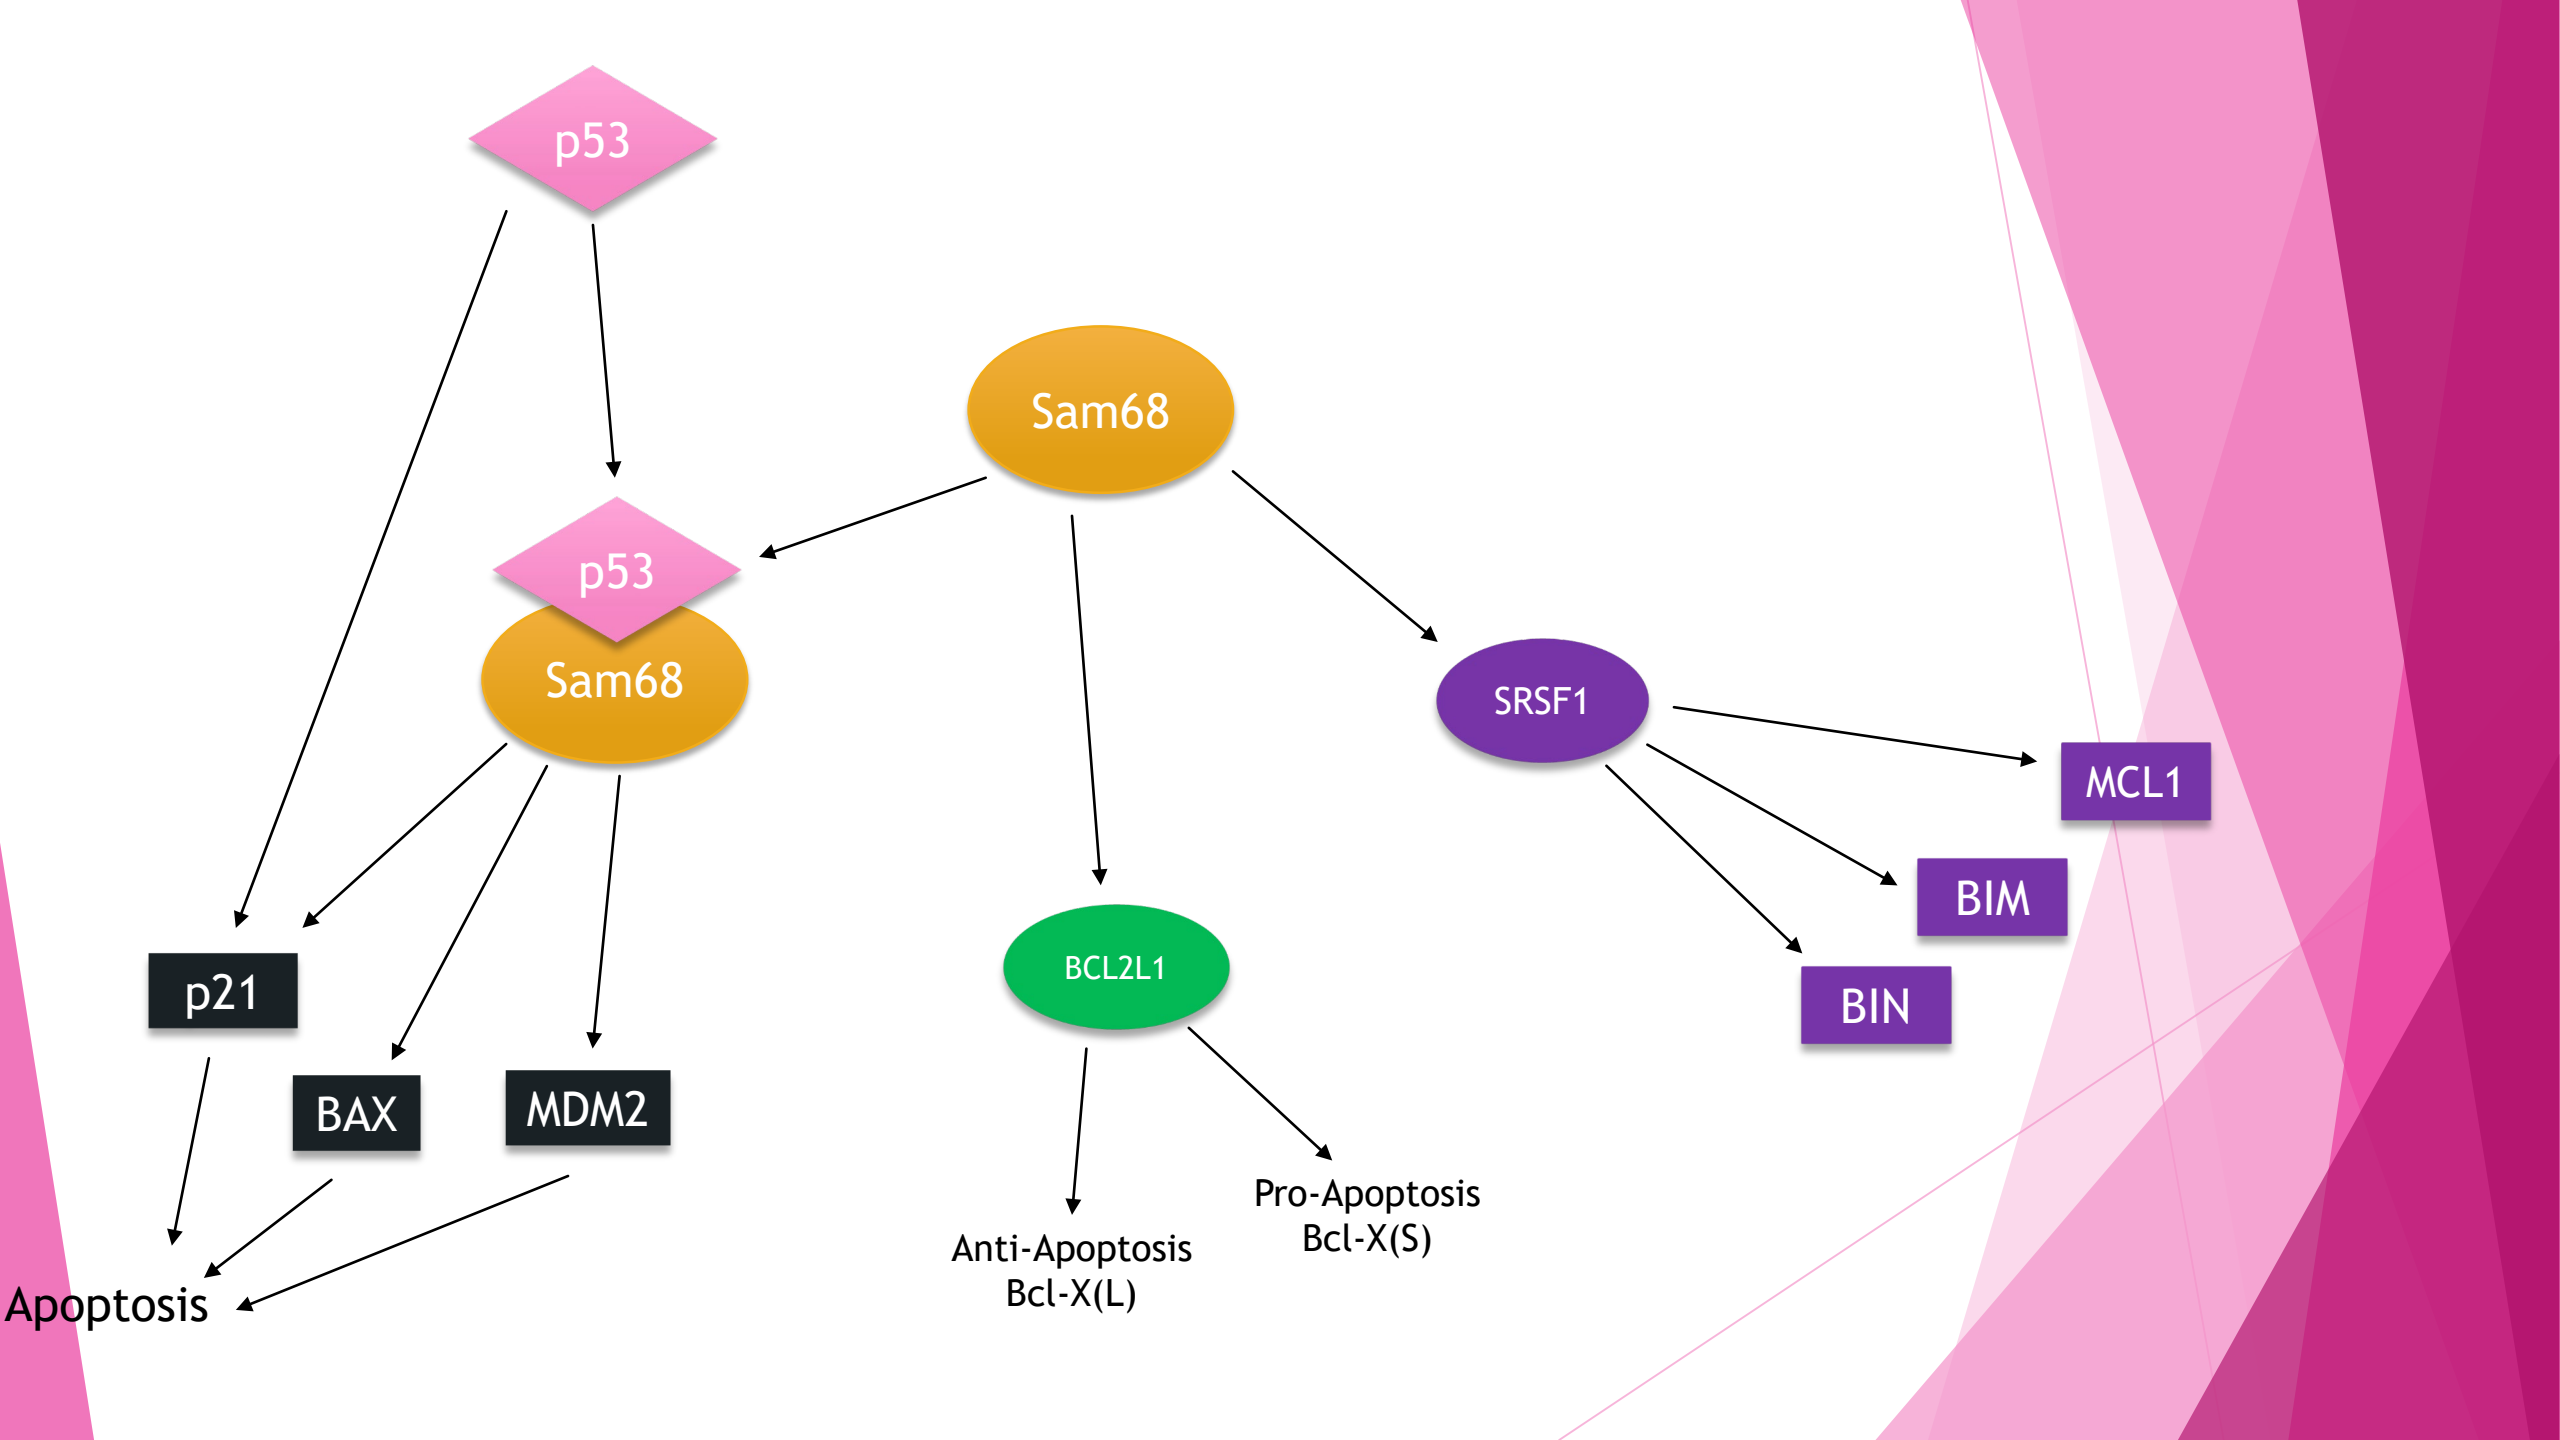 p53
Sam68
p53
Sam68
SRSF1
MCL1
BIM
BCL2L1
BIN
p21
BAX
MDM2
Pro-Apoptosis
Bcl-X(S)
Anti-Apoptosis
Bcl-X(L)
Apoptosis